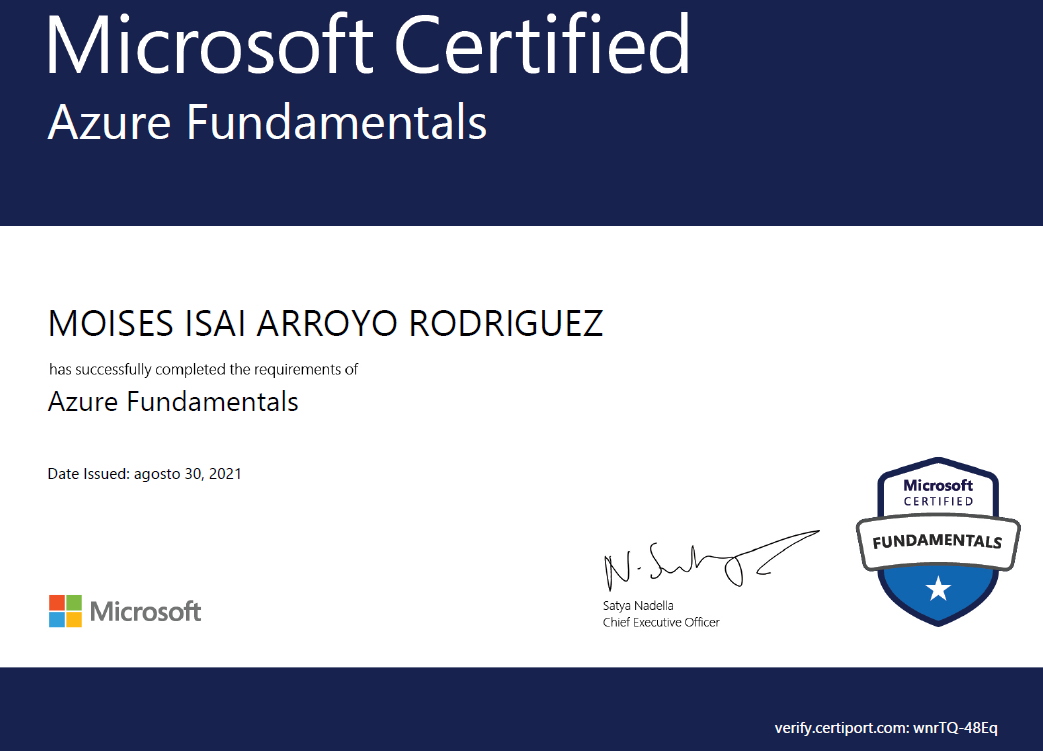 Microsoft Certified
Azure Fundamentals
MOISES ISAI ARROYO RODRIGUEZ
has successfully completed the requirements of
Azure Fundamentals
Date Issued: agosto 30, 2021
Microsoft
CERTIFIED
FUNDAMENTALS
Satya Nadella
Chief Executive Officer
Microsoft
verify.certiport.com: wnrTQ-48Eq